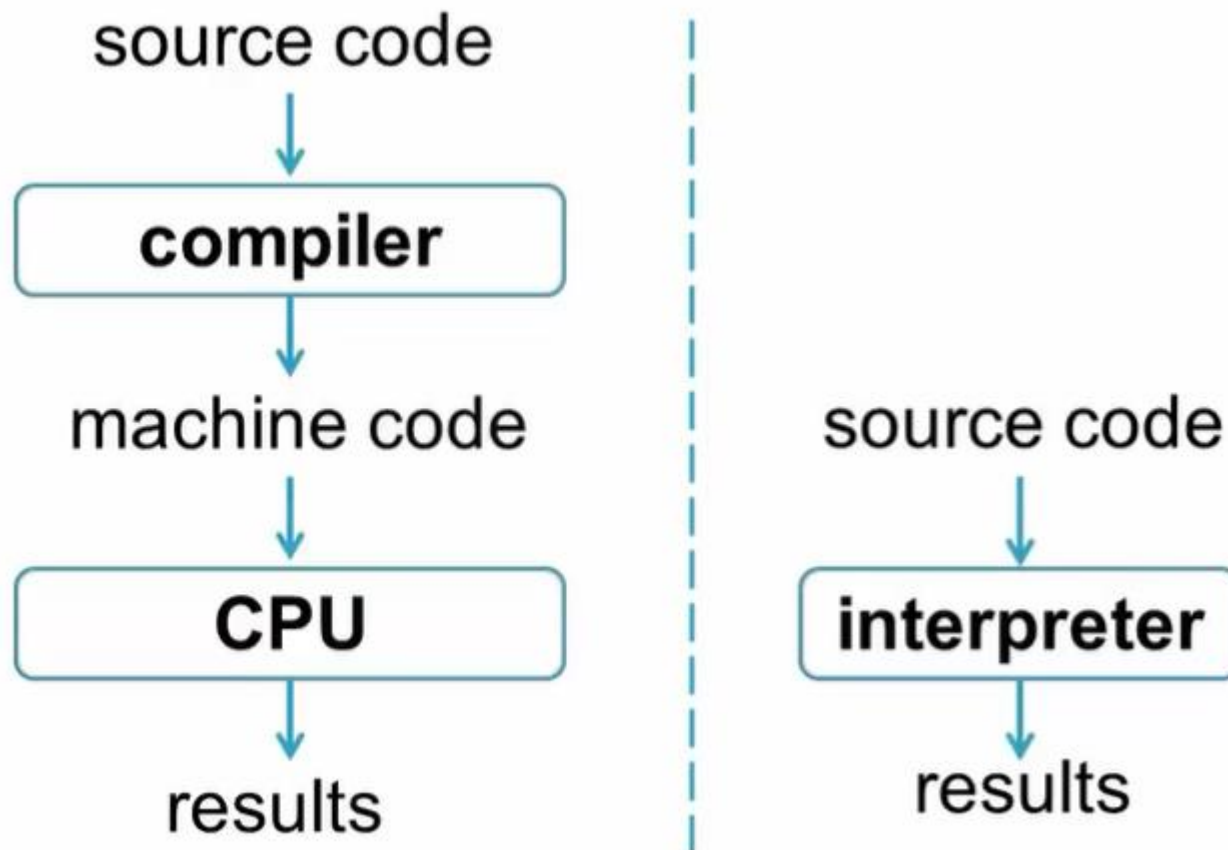 source code
compiler
machine code
CPU
results
source code
interpreter
results